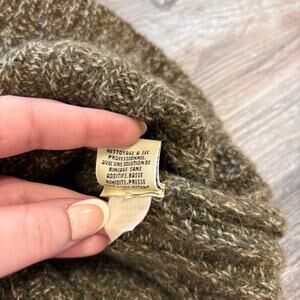 NETTOYAGE A SEC
PROFESSIONNEL.
AVEC UNE SOLUTION DE
RINCAGE SANS
ADDITIFS, BASSE
HUMIDITE, PRESSE